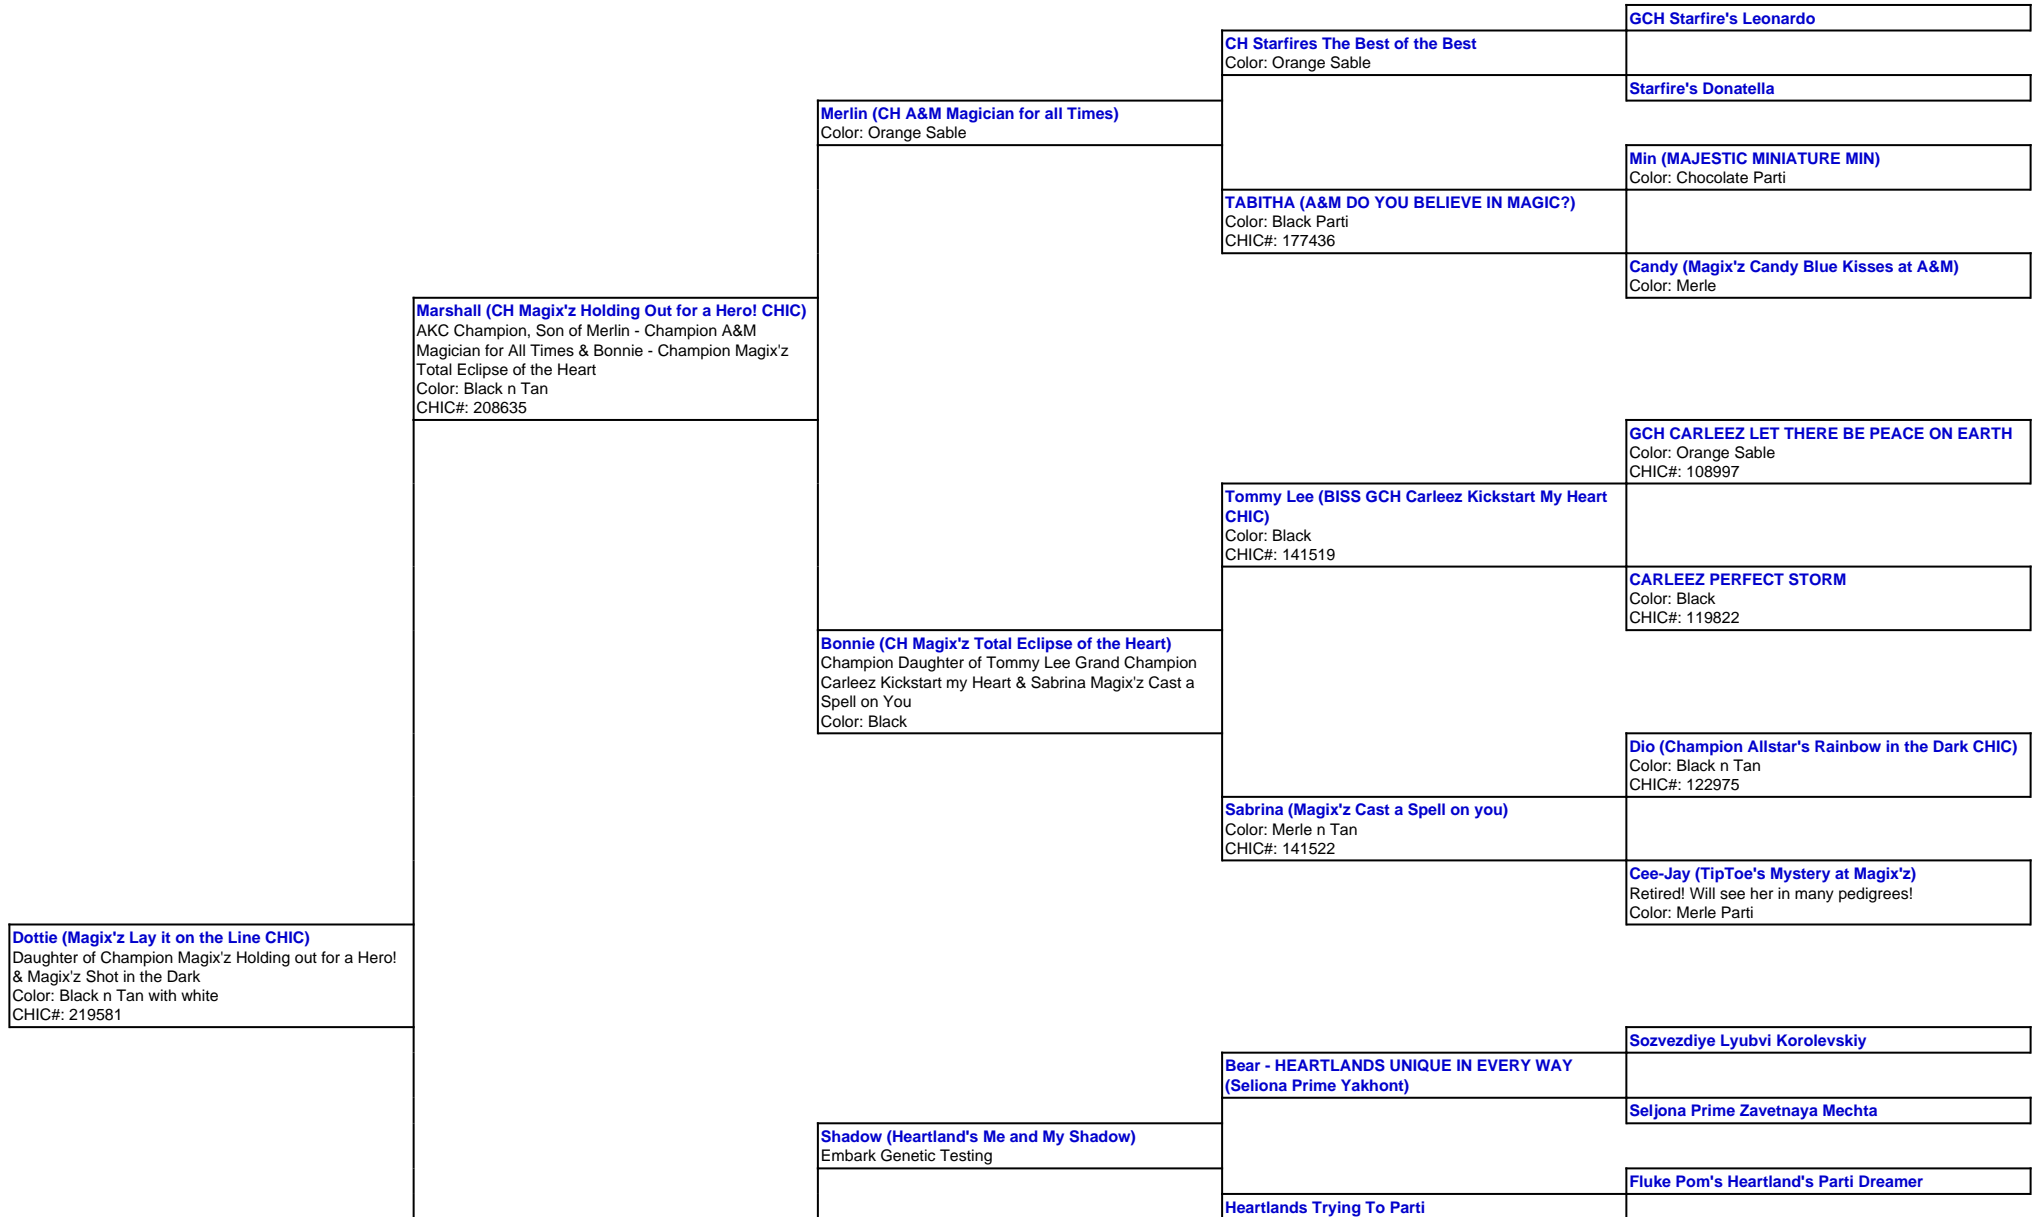 GCH Starfire's Leonardo
CH Starfires The Best of the Best
Color: Orange Sable
Starfire's Donatella
Merlin (CH A&M Magician for all Times)
Color: Orange Sable
Min (MAJESTIC MINIATURE MIN)
Color: Chocolate Parti
TABITHA (A&M DO YOU BELIEVE IN MAGIC?)
Color: Black Parti
CHIC#: 177436
Candy (Magix'z Candy Blue Kisses at A&M)
Color: Merle
Marshall (CH Magix'z Holding Out for a Hero! CHIC)
AKC Champion, Son of Merlin - Champion A&M
Magician for All Times & Bonnie - Champion Magix'z
Total Eclipse of the Heart
Color: Black n Tan
CHIC#: 208635
GCH CARLEEZ LET THERE BE PEACE ON EARTH
Color: Orange Sable
CHIC#: 108997
Tommy Lee (BISS GCH Carleez Kickstart My Heart
CHIC)
Color: Black
CHIC#: 141519
CARLEEZ PERFECT STORM
Color: Black
CHIC#: 119822
Bonnie (CH Magix'z Total Eclipse of the Heart)
Champion Daughter of Tommy Lee Grand Champion
Carleez Kickstart my Heart & Sabrina Magix'z Cast a
Spell on You
Color: Black
Dio (Champion Allstar's Rainbow in the Dark CHIC)
Color: Black n Tan
CHIC#: 122975
Sabrina (Magix'z Cast a Spell on you)
Color: Merle n Tan
CHIC#: 141522
Cee-Jay (TipToe's Mystery at Magix'z)
Retired! Will see her in many pedigrees!
Color: Merle Parti
Dottie (Magix'z Lay it on the Line CHIC)
Daughter of Champion Magix'z Holding out for a Hero!
& Magix'z Shot in the Dark
Color: Black n Tan with white
CHIC#: 219581
Sozvezdiye Lyubvi Korolevskiy
Bear - HEARTLANDS UNIQUE IN EVERY WAY
(Seliona Prime Yakhont)
Seljona Prime Zavetnaya Mechta
Shadow (Heartland's Me and My Shadow)
Embark Genetic Testing
Fluke Pom's Heartland's Parti Dreamer
Heartlands Trying To Parti